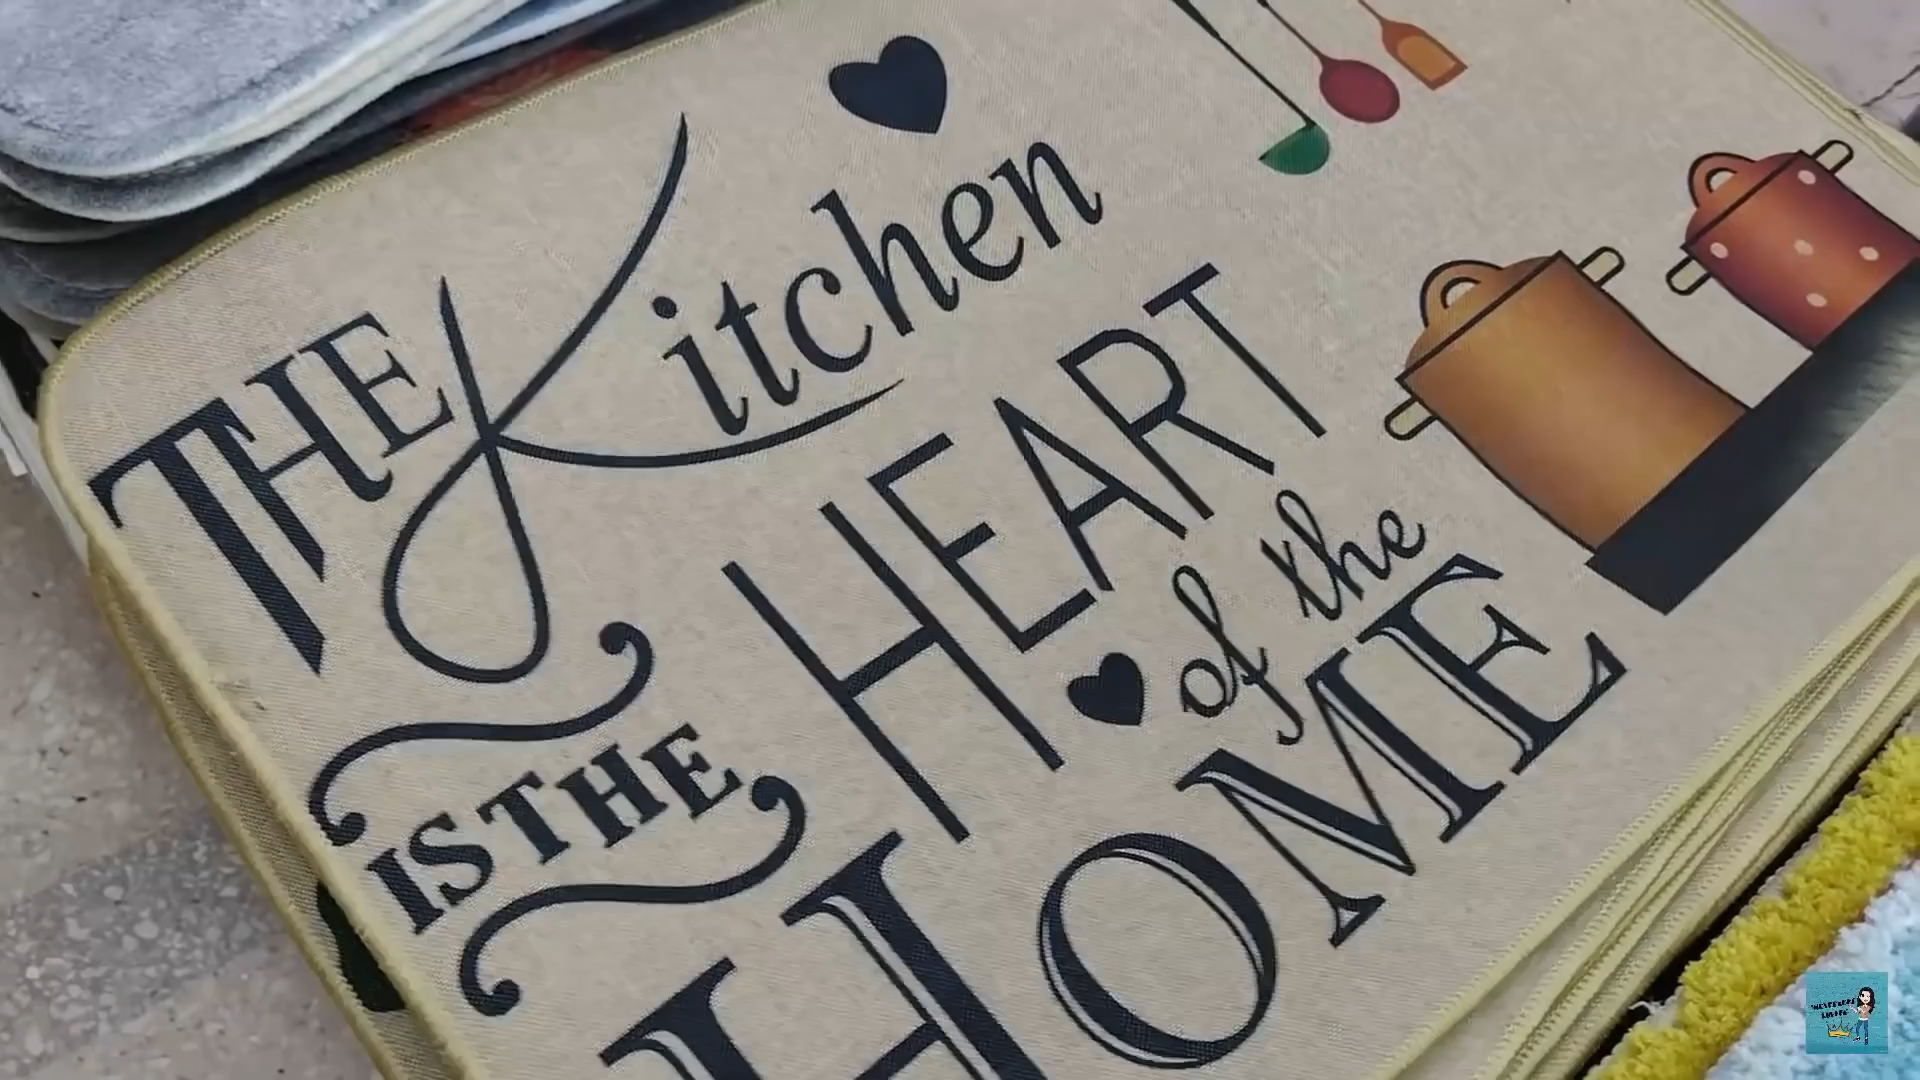 THE Kitchen
IS THE
HEART
of the
HOME